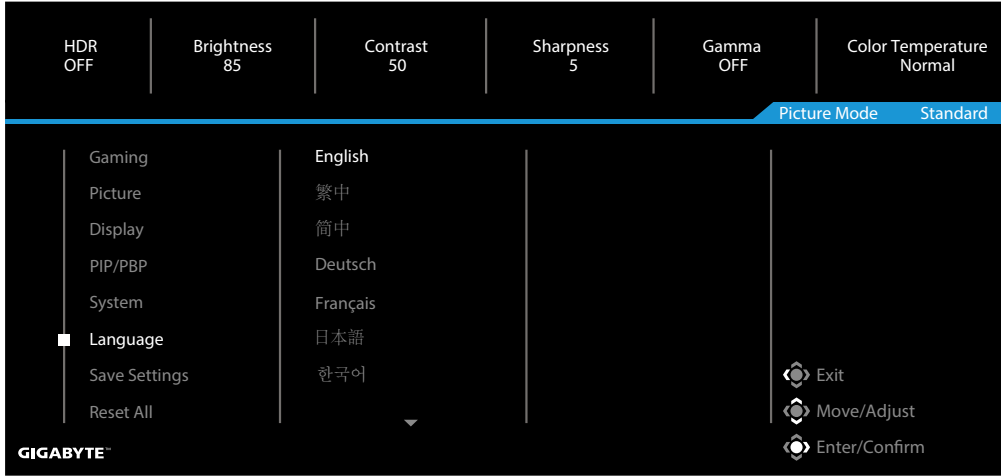 HDR Brightness Contrast Sharpness Gamma Color Temperature
OFF 85 50 5 OFF Normal
Picture Mode Standard
Gaming English
Picture 繁中
Display 简中
PIP/PBP Deutsch
System Français
Language 日本語
Save Settings 한국어
Exit
Reset All
Move/Adjust
GIGABYTE™
Enter/Confirm